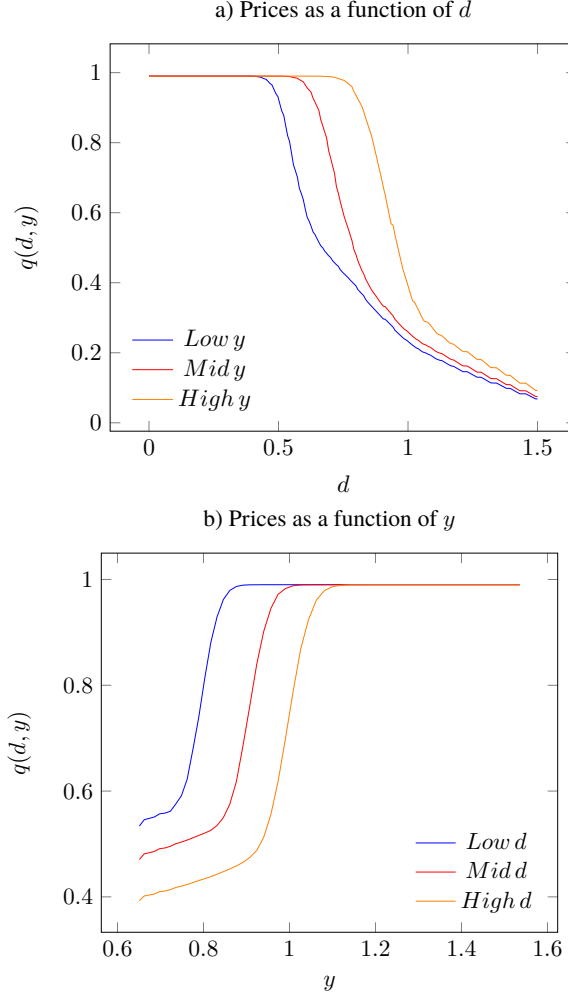 a) Prices as a function of d
1
0.8
0.6
0.4
0.2
0
q(d, y)
Low y
Mid y
High y
0
0.5
1
1.5
d
b) Prices as a function of y
1
0.8
0.6
0.4
q(d, y)
Low d
Mid d
High d
0.6
0.8
1
1.2
1.4
1.6
y